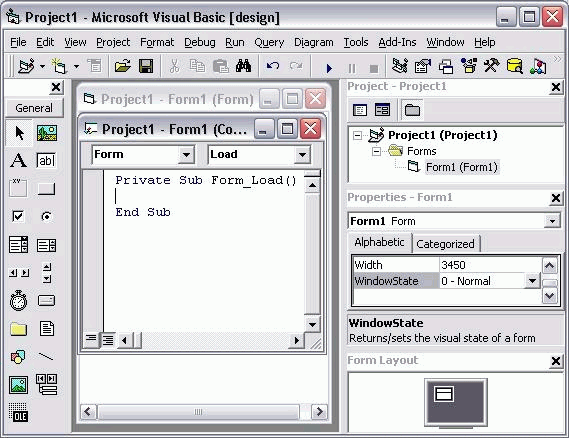 Project1 - Microsoft Visual Basic [design]
File Edit View Project Format Debug Run Query Diagram Tools Add-Ins Window Help
General
A
ab|
xy
OLE
Project1 - Form1 (Form)
Project1 - Form1 (Co...
Form
Load
Private Sub Form_Load()
End Sub
Project - Project1
Project1 (Project1)
Forms
Form1 (Form1)
Properties - Form1
Form1 Form
Alphabetic Categorized
Width 3450
WindowState 0 - Normal
WindowState
Returns/sets the visual state of a form
Form Layout